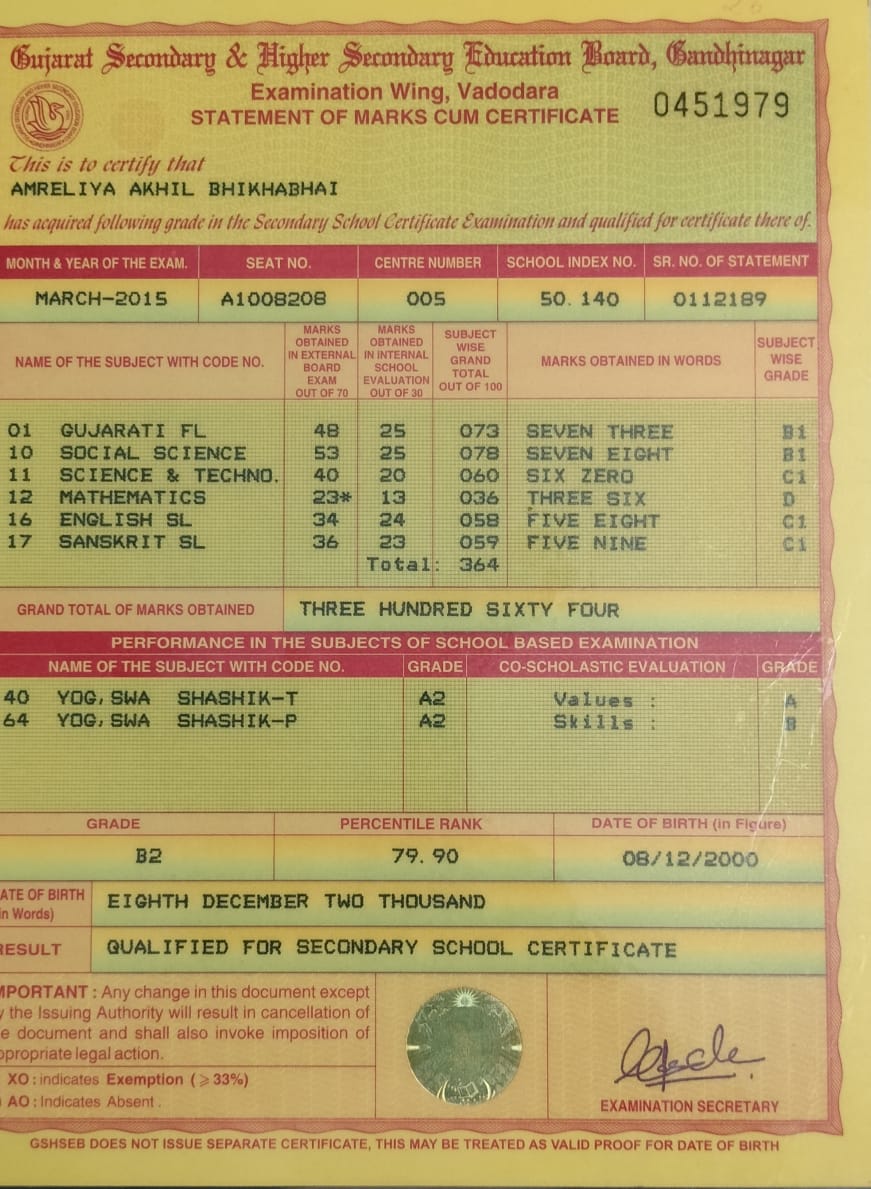 Gujarat Secondary & Higher Secondary Education Board, Gandhinagar
Examination Wing, Vadodara
STATEMENT OF MARKS CUM CERTIFICATE
0451979
This is to certify that
AMRELIYA AKHIL BHIKHABHAI
has acquired following grade in the Secondary School Certificate Examination and qualified for certificate there of.
MONTH & YEAR OF THE EXAM. SEAT NO. CENTRE NUMBER SCHOOL INDEX NO. SR. NO. OF STATEMENT
MARCH-2015 A1008208 005 50.140 0112189
NAME OF THE SUBJECT WITH CODE NO. MARKS OBTAINED IN EXTERNAL BOARD EXAM OUT OF 70 MARKS OBTAINED IN INTERNAL SCHOOL EVALUATION OUT OF 30 SUBJECT WISE GRAND TOTAL OUT OF 100 MARKS OBTAINED IN WORDS SUBJECT WISE GRADE
01 GUJARATI FL 48 25 073 SEVEN THREE B1
10 SOCIAL SCIENCE 53 25 078 SEVEN EIGHT B1
11 SCIENCE & TECHNO. 40 20 060 SIX ZERO C1
12 MATHEMATICS 23* 13 036 THREE SIX D
16 ENGLISH SL 34 24 058 FIVE EIGHT C1
17 SANSKRIT SL 36 23 059 FIVE NINE C1
Total: 364
GRAND TOTAL OF MARKS OBTAINED THREE HUNDRED SIXTY FOUR
PERFORMANCE IN THE SUBJECTS OF SCHOOL BASED EXAMINATION
NAME OF THE SUBJECT WITH CODE NO. GRADE CO-SCHOLASTIC EVALUATION GRADE
40 YOG,SWA SHASHIK-T A2 Values : A
64 YOG,SWA SHASHIK-P A2 Skills : B
GRADE PERCENTILE RANK DATE OF BIRTH (in Figure)
B2 79.90 08/12/2000
ATE OF BIRTH
in Words) EIGHTH DECEMBER TWO THOUSAND
RESULT QUALIFIED FOR SECONDARY SCHOOL CERTIFICATE
MPORTANT : Any change in this document except
y the Issuing Authority will result in cancellation of
e document and shall also invoke imposition of
ppropriate legal action.
XO : indicates Exemption ( ⩾ 33%)
AO : Indicates Absent .
EXAMINATION SECRETARY
GSHSEB DOES NOT ISSUE SEPARATE CERTIFICATE, THIS MAY BE TREATED AS VALID PROOF FOR DATE OF BIRTH